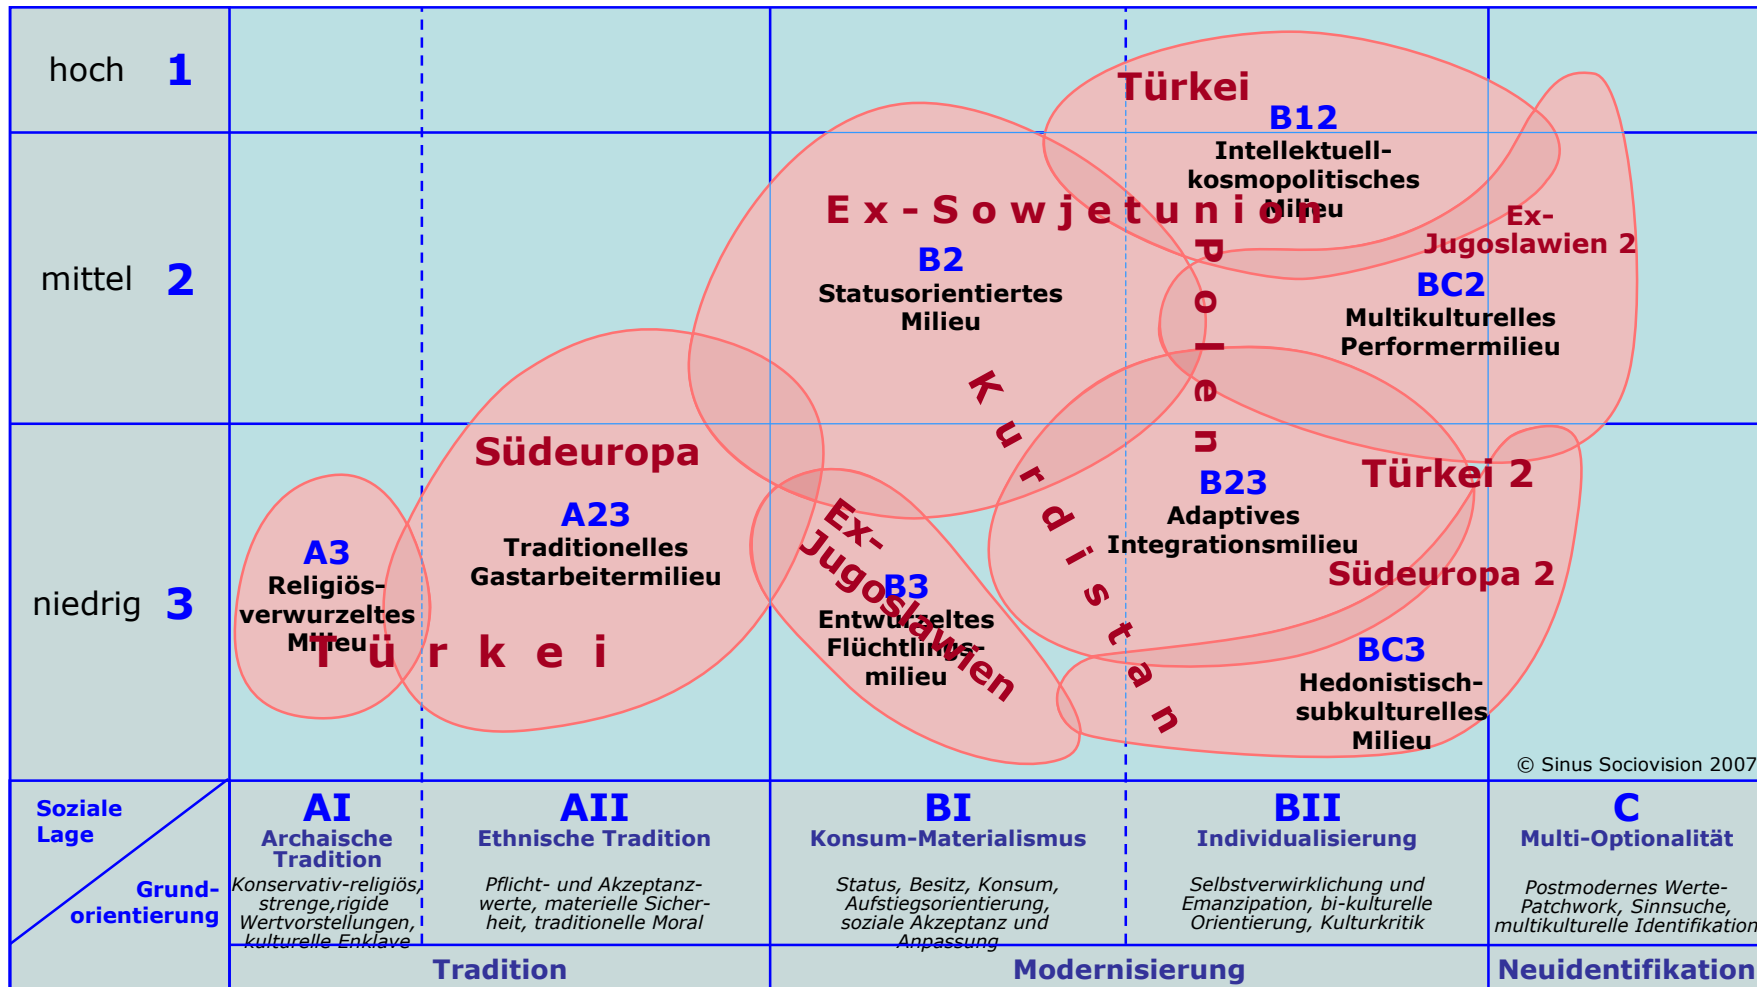 hoch 1
mittel 2
niedrig 3
Türkei
B12
Intellektuell-
kosmopolitisches
Milieu
Ex-Sowjetunion
Polen
Ex-
Jugoslawien 2
B2
Statusorientiertes
Milieu
BC2
Multikulturelles
Performermilieu
Kurdistan
Südeuropa
A23
Traditionelles
Gastarbeitermilieu
A3
Religiös-
verwurzeltes
Milieu
Türkei
Ex-
Jugoslawien
B3
Entwurzeltes
Flüchtlings-
milieu
Türkei 2
B23
Adaptives
Integrationsmilieu
Südeuropa 2
BC3
Hedonistisch-
subkulturelles
Milieu
© Sinus Sociovision 2007
Soziale
Lage
Grund-
orientierung
AI
Archaische
Tradition
Konservativ-religiös,
strenge,rigide
Wertvorstellungen,
kulturelle Enklave
AII
Ethnische Tradition
Pflicht- und Akzeptanz-
werte, materielle Sicher-
heit, traditionelle Moral
BI
Konsum-Materialismus
Status, Besitz, Konsum,
Aufstiegsorientierung,
soziale Akzeptanz und
Anpassung
BII
Individualisierung
Selbstverwirklichung und
Emanzipation, bi-kulturelle
Orientierung, Kulturkritik
C
Multi-Optionalität
Postmodernes Werte-
Patchwork, Sinnsuche,
multikulturelle Identifikation
Tradition
Modernisierung
Neuidentifikation